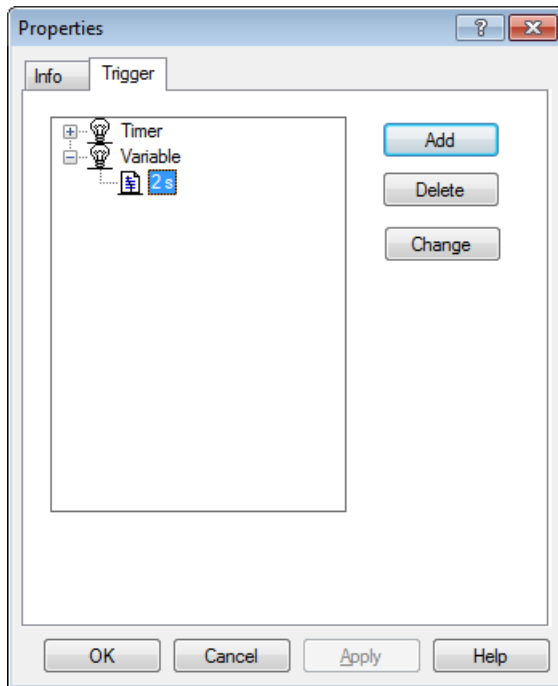 Properties
Info
Trigger
Timer
Variable
2 s
Add
Delete
Change
OK
Cancel
Apply
Help